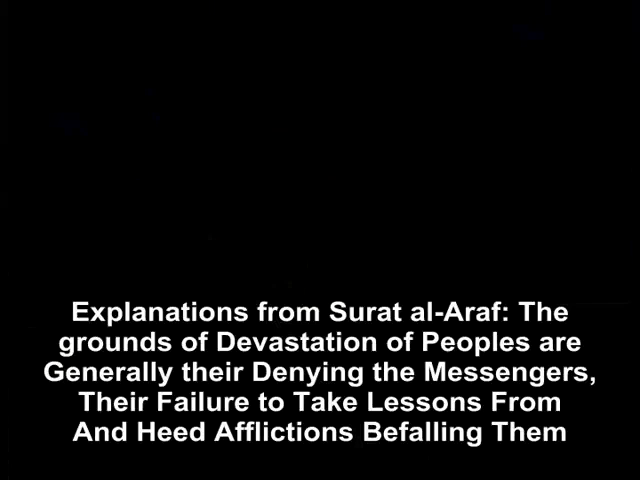 Explanations from Surat al-Araf: The
grounds of Devastation of Peoples are
Generally their Denying the Messengers,
Their Failure to Take Lessons From
And Heed Afflictions Befalling Them